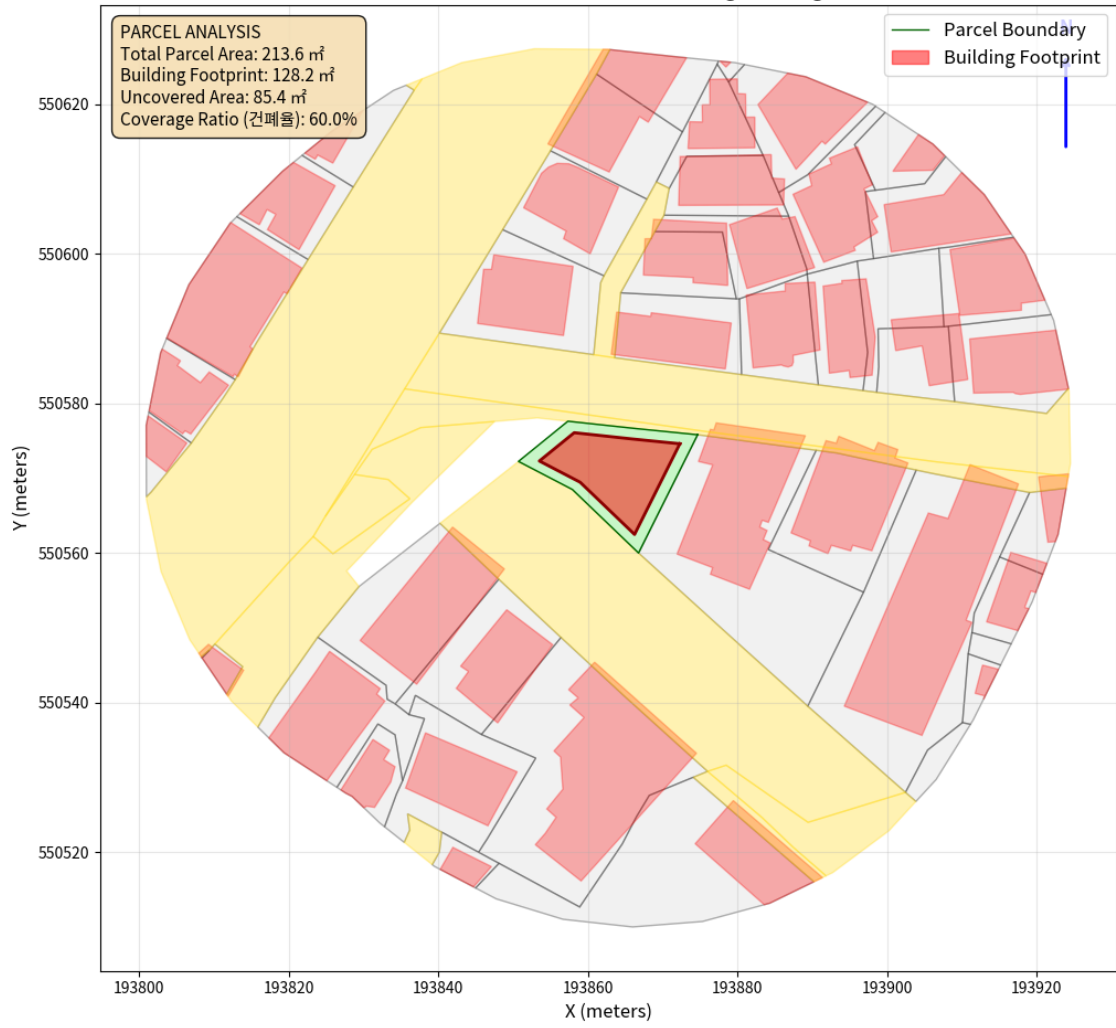 PARCEL ANALYSIS
Total Parcel Area: 213.6 ㎡
Building Footprint: 128.2 ㎡
Uncovered Area: 85.4 ㎡
Coverage Ratio (건폐율): 60.0%
Parcel Boundary
Building Footprint
N
550620
550600
550580
550560
550540
550520
Y (meters)
193800
193820
193840
193860
193880
193900
193920
X (meters)